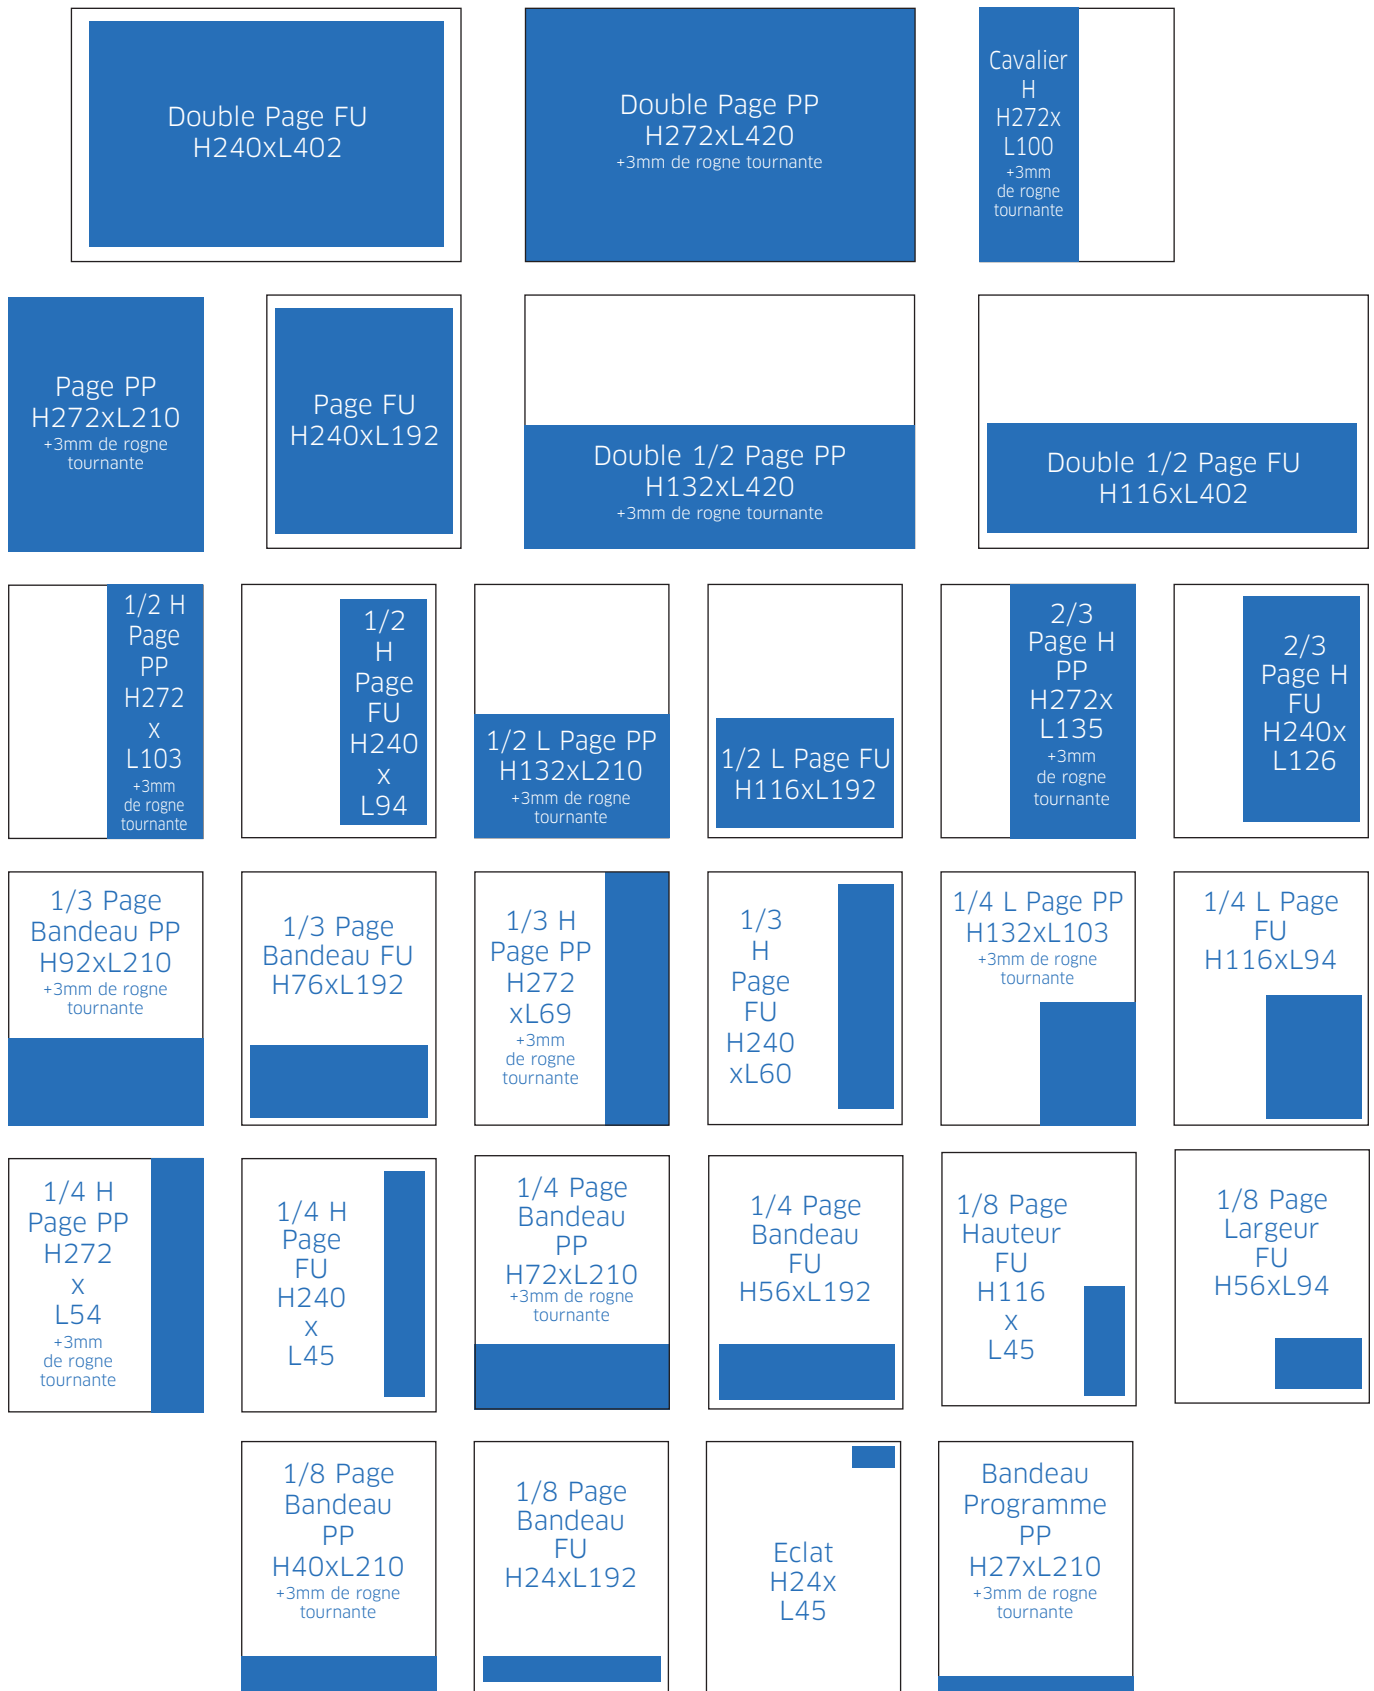 Double Page FU
H240xL402
Double Page PP
H272xL420
+3mm de rogne tournante
Cavalier
H
H272x
L100
+3mm
de rogne
tournante
Page PP
H272xL210
+3mm de rogne
tournante
Page FU
H240xL192
Double 1/2 Page PP
H132xL420
+3mm de rogne tournante
Double 1/2 Page FU
H116xL402
1/2 H
Page
PP
H272
x
L103
+3mm
de rogne
tournante
1/2
H
Page
FU
H240
x
L94
1/2 L Page PP
H132xL210
+3mm de rogne
tournante
1/2 L Page FU
H116xL192
2/3
Page H
PP
H272x
L135
+3mm
de rogne
tournante
2/3
Page H
FU
H240x
L126
1/3 Page
Bandeau PP
H92xL210
+3mm de rogne
tournante
1/3 Page
Bandeau FU
H76xL192
1/3 H
Page PP
H272
xL69
+3mm
de rogne
tournante
1/3
H
Page
FU
H240
xL60
1/4 L Page PP
H132xL103
+3mm de rogne
tournante
1/4 L Page
FU
H116xL94
1/4 H
Page PP
H272
x
L54
+3mm
de rogne
tournante
1/4 H
Page
FU
H240
x
L45
1/4 Page
Bandeau
PP
H72xL210
+3mm de rogne
tournante
1/4 Page
Bandeau
FU
H56xL192
1/8 Page
Hauteur
FU
H116
x
L45
1/8 Page
Largeur
FU
H56xL94
1/8 Page
Bandeau
PP
H40xL210
+3mm de rogne
tournante
1/8 Page
Bandeau
FU
H24xL192
Eclat
H24x
L45
Bandeau
Programme
PP
H27xL210
+3mm de rogne
tournante